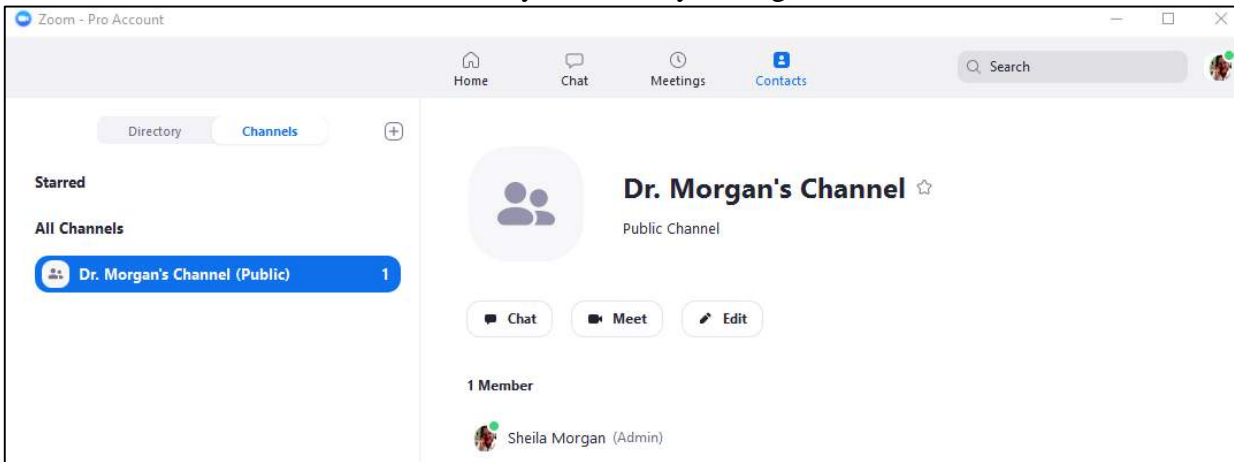 Zoom - Pro Account
Home Chat Meetings Contacts Search
Directory Channels
Starred
All Channels
Dr. Morgan's Channel (Public) 1
Dr. Morgan's Channel
Public Channel
Chat Meet Edit
1 Member
Sheila Morgan (Admin)